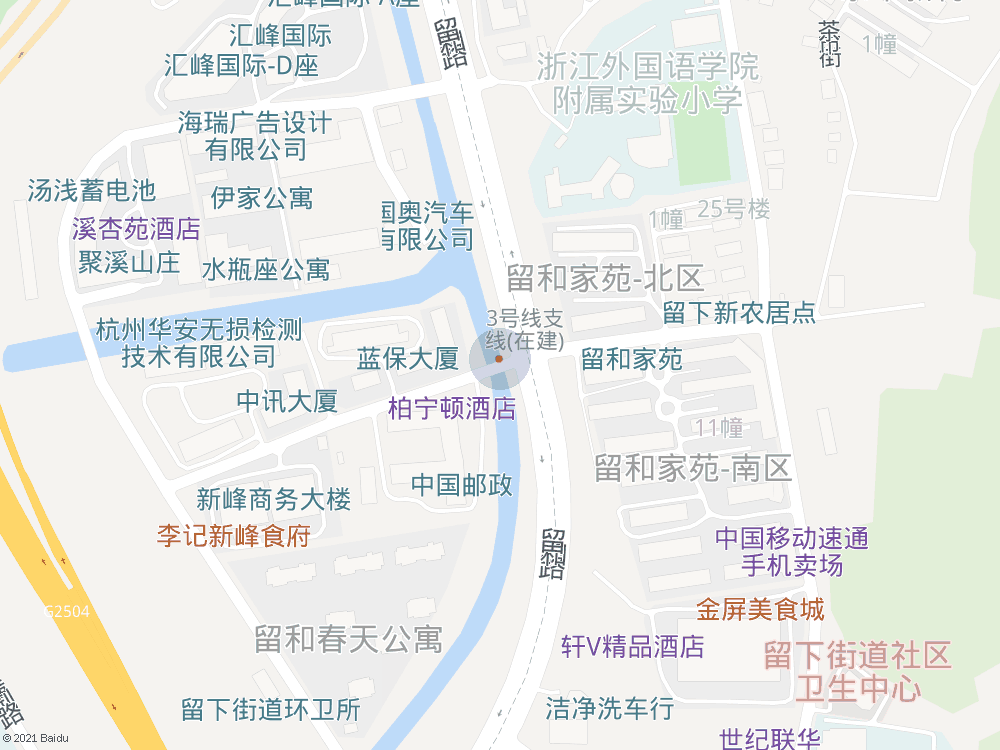 汇峰国际-A座
汇峰国际
汇峰国际-D座
留和路
茶市街
1幢
浙江外国语学院
附属实验小学
海瑞广告设计
有限公司
汤浅蓄电池
伊家公寓
溪杏苑酒店
国奥汽车
有限公司
1幢
25号楼
聚溪山庄
水瓶座公寓
留和家苑-北区
3号线支
线(在建)
留下新农居点
杭州华安无损检测
技术有限公司
蓝保大厦
留和家苑
中讯大厦
柏宁顿酒店
11幢
留和家苑-南区
中国邮政
新峰商务大楼
李记新峰食府
留和路
中国移动速通
手机卖场
G2504
金屏美食城
留和春天公寓
轩V精品酒店
留下街道社区
卫生中心
路
留下街道环卫所
洁净洗车行
世纪联华
© 2021 Baidu